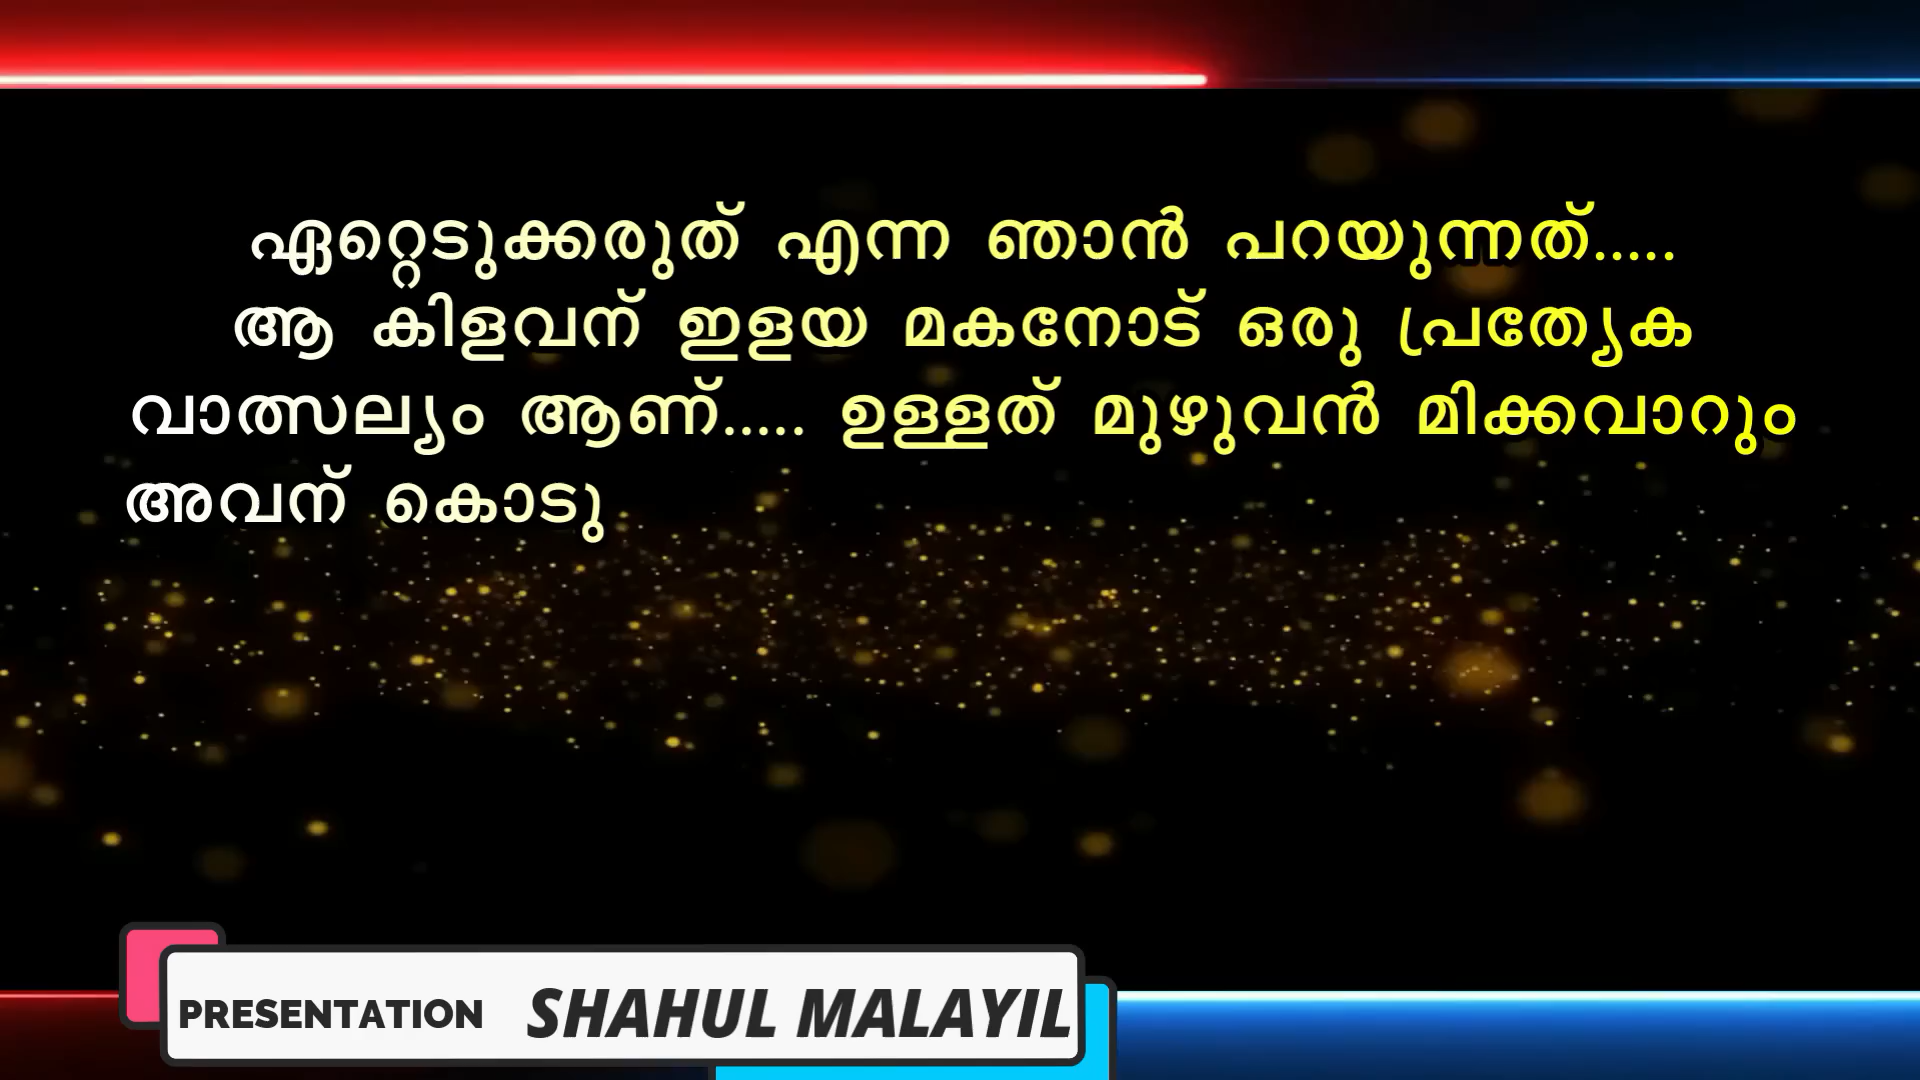 ഏറ്റെടുക്കരുത് എന്ന ഞാൻ പറയുന്നത്.....
ആ കിളവന് ഇളയ മകനോട് ഒരു പ്രത്യേക
വാത്സല്യം ആണ്..... ഉള്ളത് മുഴുവൻ മിക്കവാറും
അവന് കൊടു
PRESENTATION SHAHUL MALAYIL